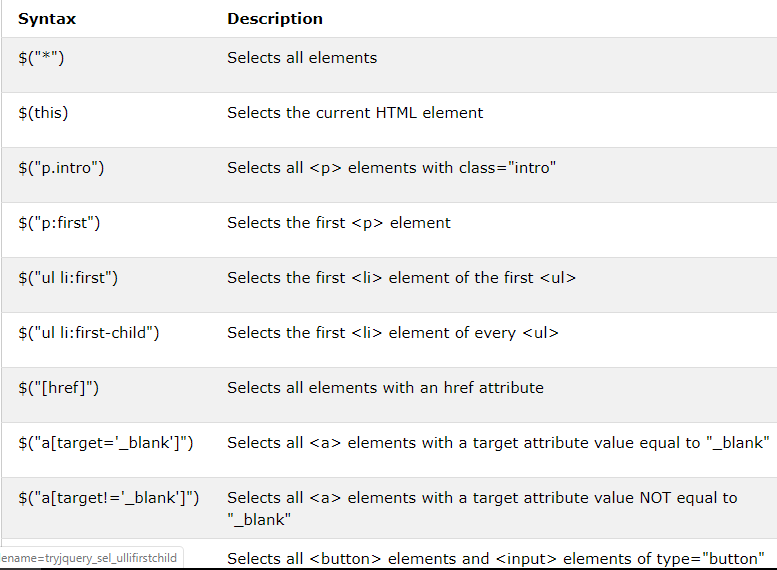 Syntax Description
$("*") Selects all elements
$(this) Selects the current HTML element
$("p.intro") Selects all <p> elements with class="intro"
$("p:first") Selects the first <p> element
$("ul li:first") Selects the first <li> element of the first <ul>
$("ul li:first-child") Selects the first <li> element of every <ul>
$("[href]") Selects all elements with an href attribute
$("a[target='_blank']") Selects all <a> elements with a target attribute value equal to "_blank"
$("a[target!='_blank']") Selects all <a> elements with a target attribute value NOT equal to
"_blank"
ename=tryjquery_sel_ullifirstchild Selects all <button> elements and <input> elements of type="button"